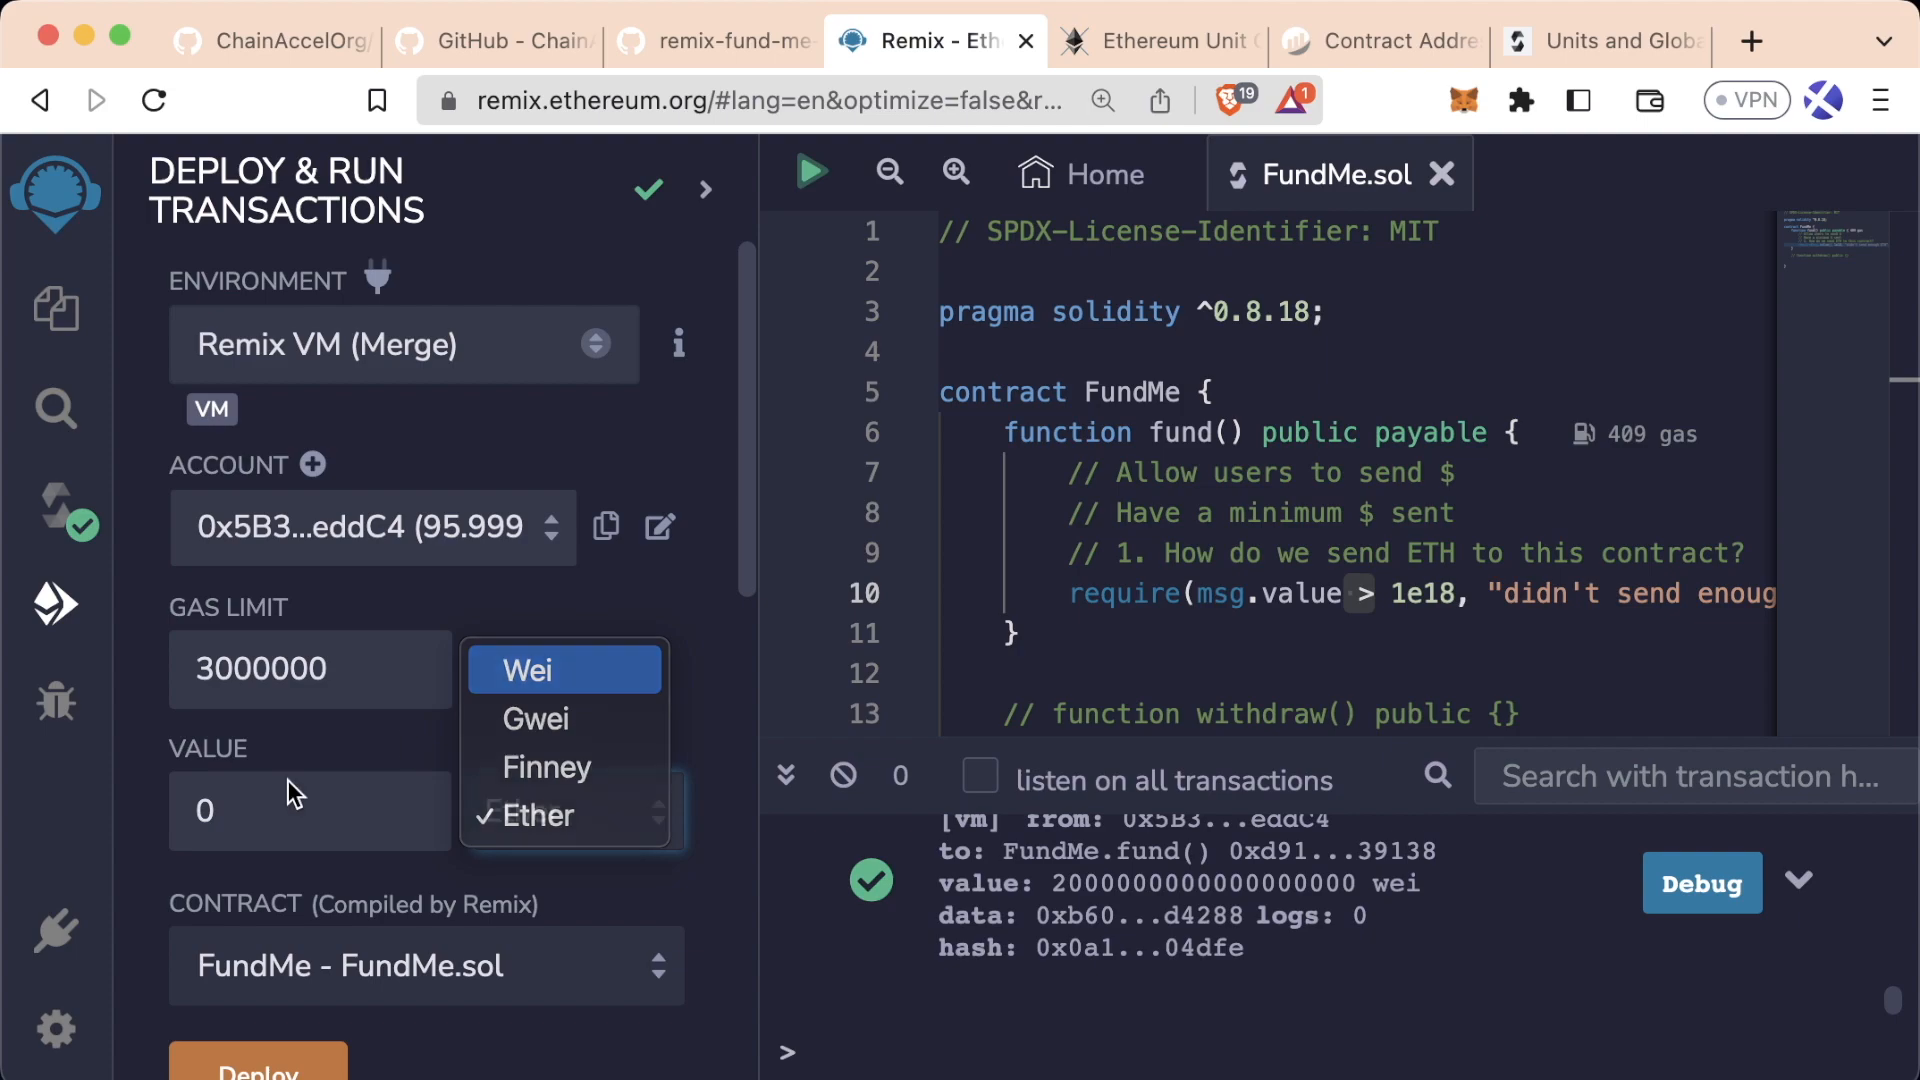 ChainAccelOrg/
GitHub - Chain
remix-fund-me
Remix - Eth
Ethereum Unit
Contract Addre
Units and Globa
remix.ethereum.org/#lang=en&optimize=false&r...
19
1
VPN
DEPLOY & RUN
TRANSACTIONS
ENVIRONMENT
Remix VM (Merge)
VM
ACCOUNT
0x5B3...eddC4 (95.999
GAS LIMIT
3000000
Wei
Gwei
Finney
✓ Ether
VALUE
0
CONTRACT (Compiled by Remix)
FundMe - FundMe.sol
Deploy
Home
FundMe.sol
1 // SPDX-License-Identifier: MIT
2
3 pragma solidity ^0.8.18;
4
5 contract FundMe {
6 function fund() public payable { 409 gas
7 // Allow users to send $
8 // Have a minimum $ sent
9 // 1. How do we send ETH to this contract?
10 require(msg.value > 1e18, "didn't send enoug
11 }
12
13 // function withdraw() public {}
0
listen on all transactions
Search with transaction h...
[vm] from: 0x5B3...eddC4
to: FundMe.fund() 0xd91...39138
value: 2000000000000000000 wei
data: 0xb60...d4288 logs: 0
hash: 0x0a1...04dfe
Debug
>